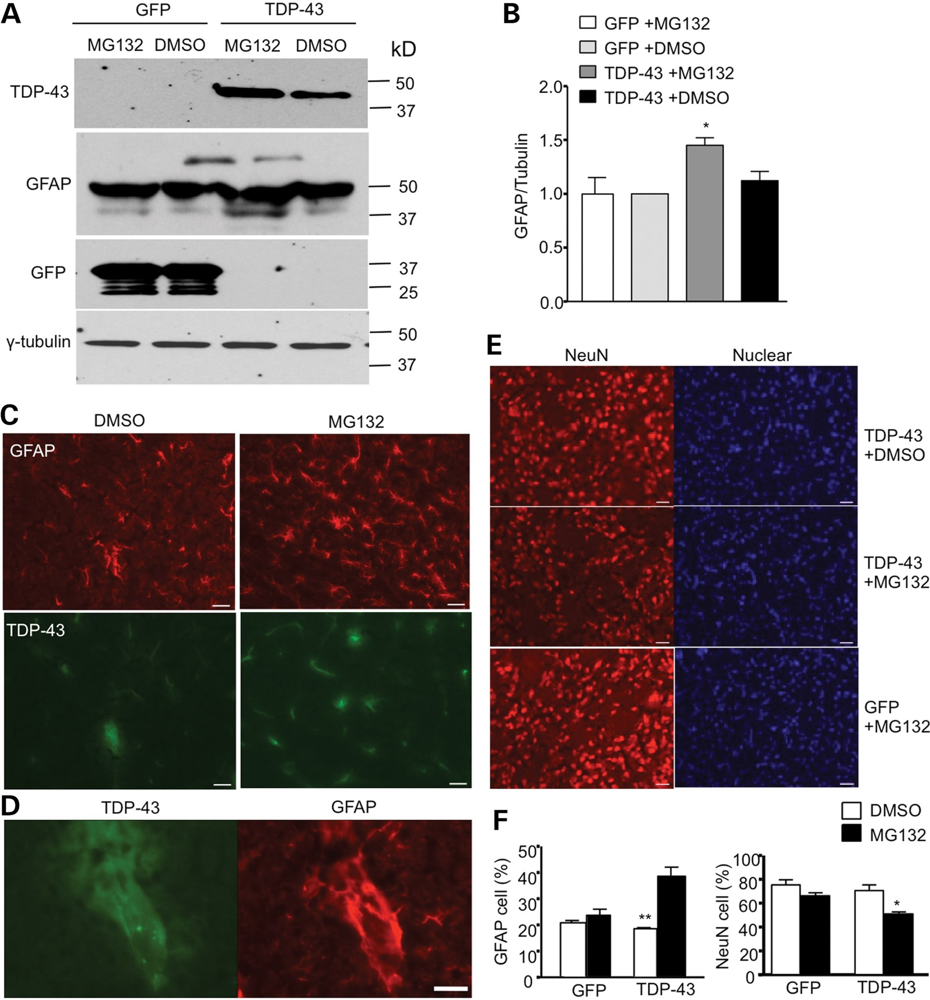 A
GFP TDP-43
MG132 DMSO MG132 DMSO kD
TDP-43
50
37
GFAP
50
37
GFP
37
25
γ-tubulin
50
37
B
GFP +MG132
GFP +DMSO
TDP-43 +MG132
TDP-43 +DMSO
GFAP/Tubulin
2.0
1.5
1.0
0.5
0.0
*
C
DMSO MG132
GFAP
TDP-43
D
TDP-43 GFAP
E
NeuN Nuclear
TDP-43
+DMSO
TDP-43
+MG132
GFP
+MG132
F
DMSO
MG132
GFAP cell (%)
50
40
30
20
10
0
**
GFP TDP-43
NeuN cell (%)
100
80
60
40
20
0
*
GFP TDP-43